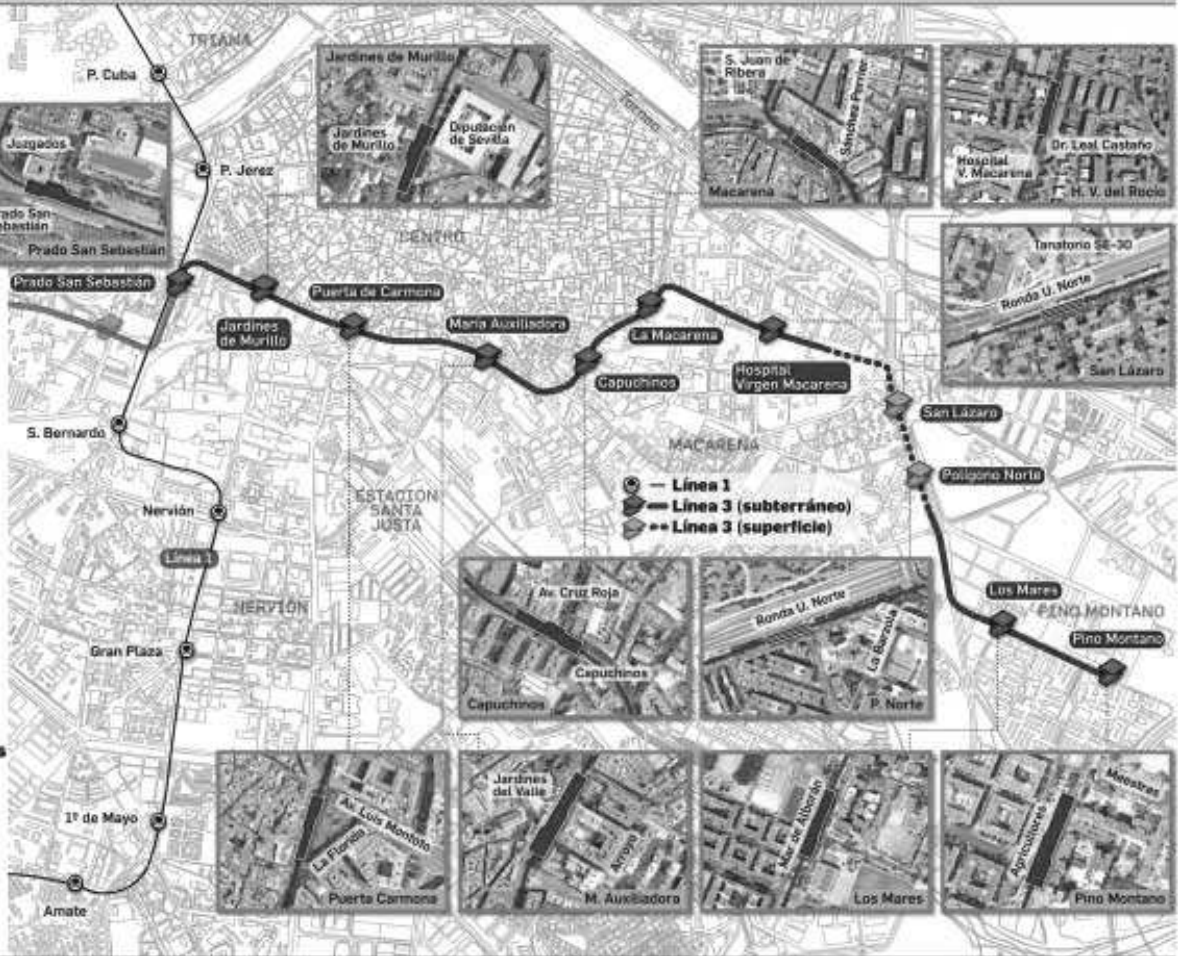 TRIANA
P. Cuba
P. Jerez
Juzgados
Prado San Sebastián
Prado San Sebastián
Jardines de Murillo
Jardines
de Murillo
Diputación
de Sevilla
S. Juan de
Ribera
Sánchez Perrier
Macarena
Hospital
V. Macarena
Dr. Leal Castaño
H. V. del Rocío
Tanatorio SE-30
Ronda U. Norte
San Lázaro
CENTRO
Jardines
de Murillo
Puerta de Carmona
María Auxiliadora
Capuchinos
La Macarena
Hospital
Virgen Macarena
San Lázaro
Polígono Norte
Los Mares
PINO MONTANO
Pino Montano
MACARENA
Línea 1
Línea 3 (subterráneo)
Línea 3 (superficie)
S. Bernardo
Nervión
Línea 1
NERVIÓN
ESTACIÓN
SANTA
JUSTA
Gran Plaza
1º de Mayo
Amate
Av. Cruz Roja
Capuchinos
Capuchinos
Ronda U. Norte
La Barzola
P. Norte
Av. Luis Montoto
La Florida
Puerta Carmona
Jardines
del Valle
Arroyo
M. Auxiliadora
Mar de Alborán
Los Mares
Agricultores
Maestros
Pino Montano